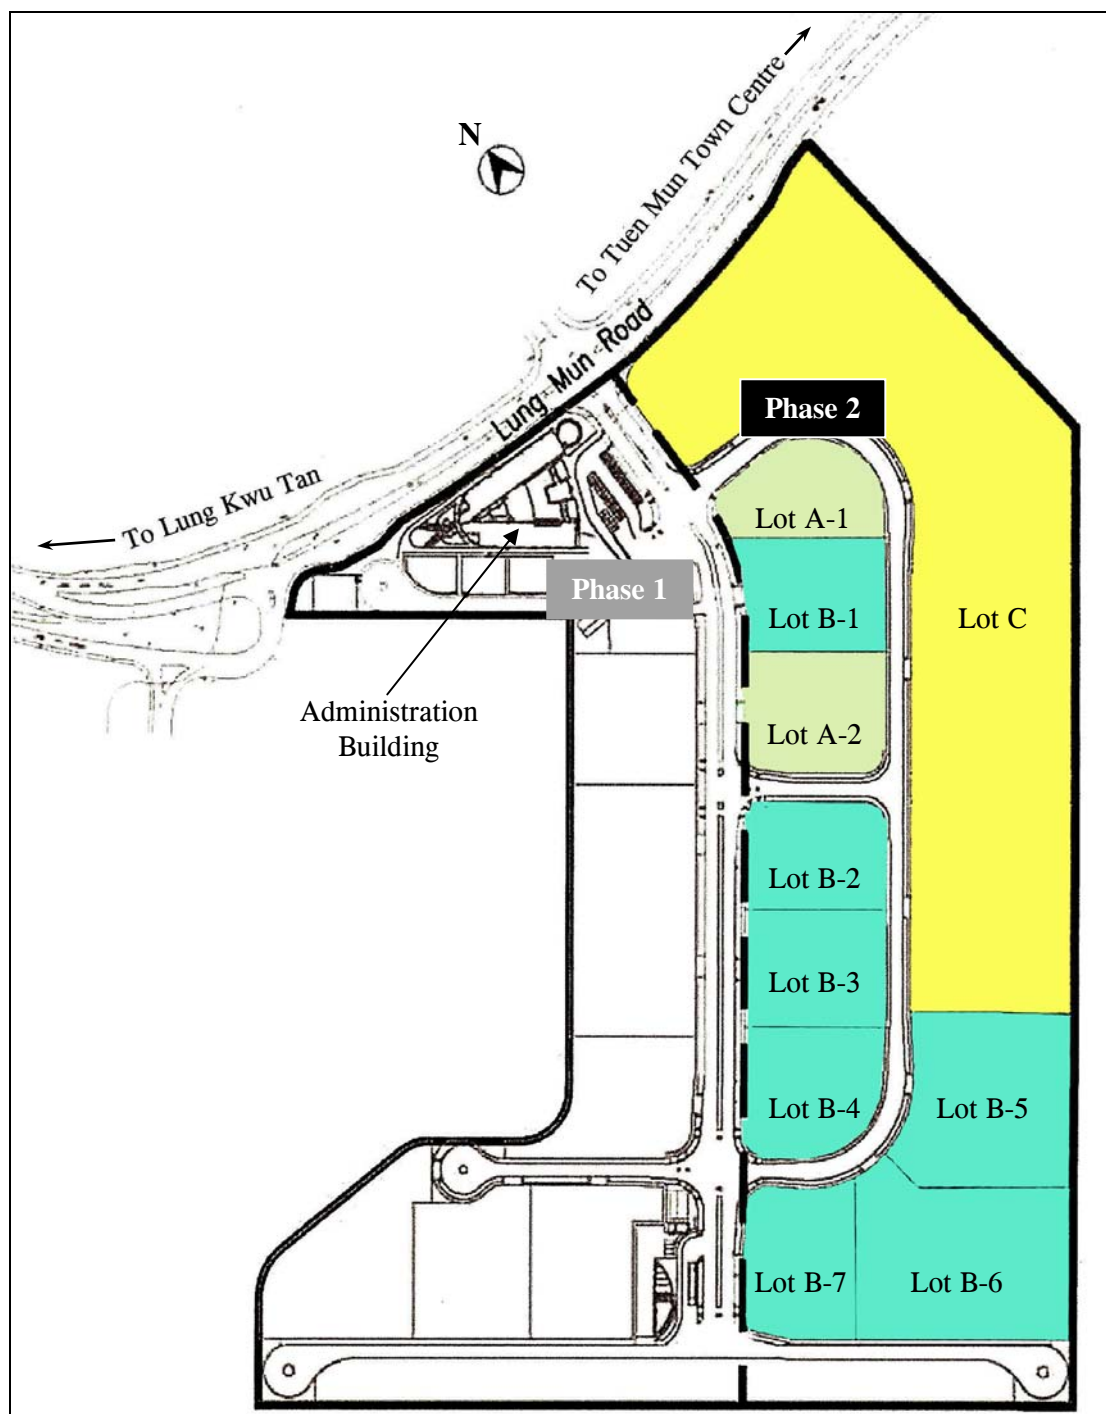 To Tuen Mun Town Centre
N
Lung Mun Road
Phase 2
To Lung Kwu Tan
Lot A-1
Phase 1
Lot B-1
Lot C
Administration
Building
Lot A-2
Lot B-2
Lot B-3
Lot B-4
Lot B-5
Lot B-7
Lot B-6